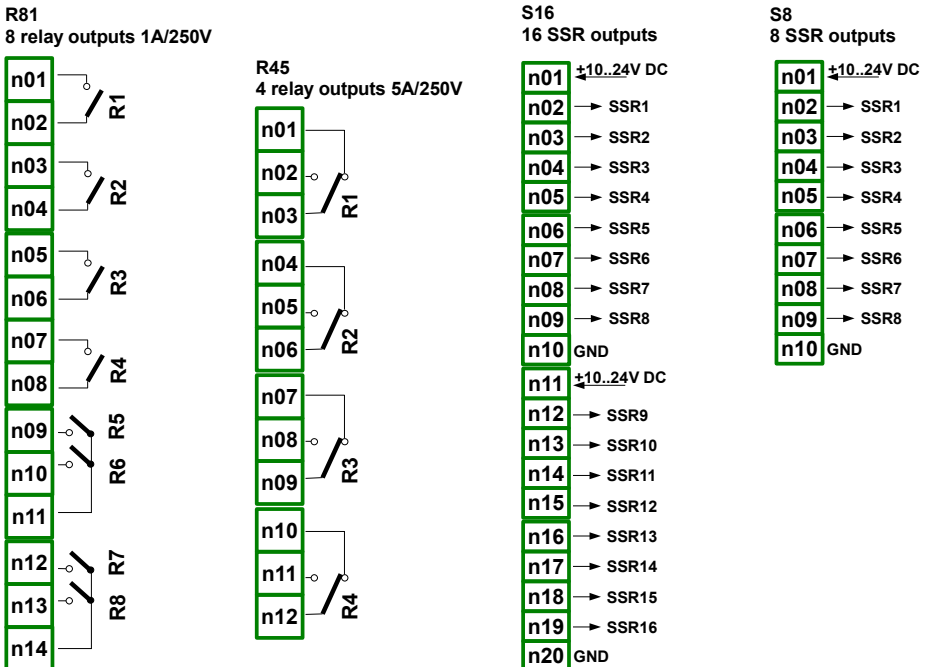 R81
8 relay outputs 1A/250V
n01
n02
R1
n03
n04
R2
n05
n06
R3
n07
n08
R4
n09
R5
n10
R6
n11
n12
R7
n13
R8
n14
R45
4 relay outputs 5A/250V
n01
n02
n03
R1
n04
n05
n06
R2
n07
n08
n09
R3
n10
n11
n12
R4
S16
16 SSR outputs
n01 +10..24V DC
n02 SSR1
n03 SSR2
n04 SSR3
n05 SSR4
n06 SSR5
n07 SSR6
n08 SSR7
n09 SSR8
n10 GND
n11 +10..24V DC
n12 SSR9
n13 SSR10
n14 SSR11
n15 SSR12
n16 SSR13
n17 SSR14
n18 SSR15
n19 SSR16
n20 GND
S8
8 SSR outputs
n01 +10..24V DC
n02 SSR1
n03 SSR2
n04 SSR3
n05 SSR4
n06 SSR5
n07 SSR6
n08 SSR7
n09 SSR8
n10 GND